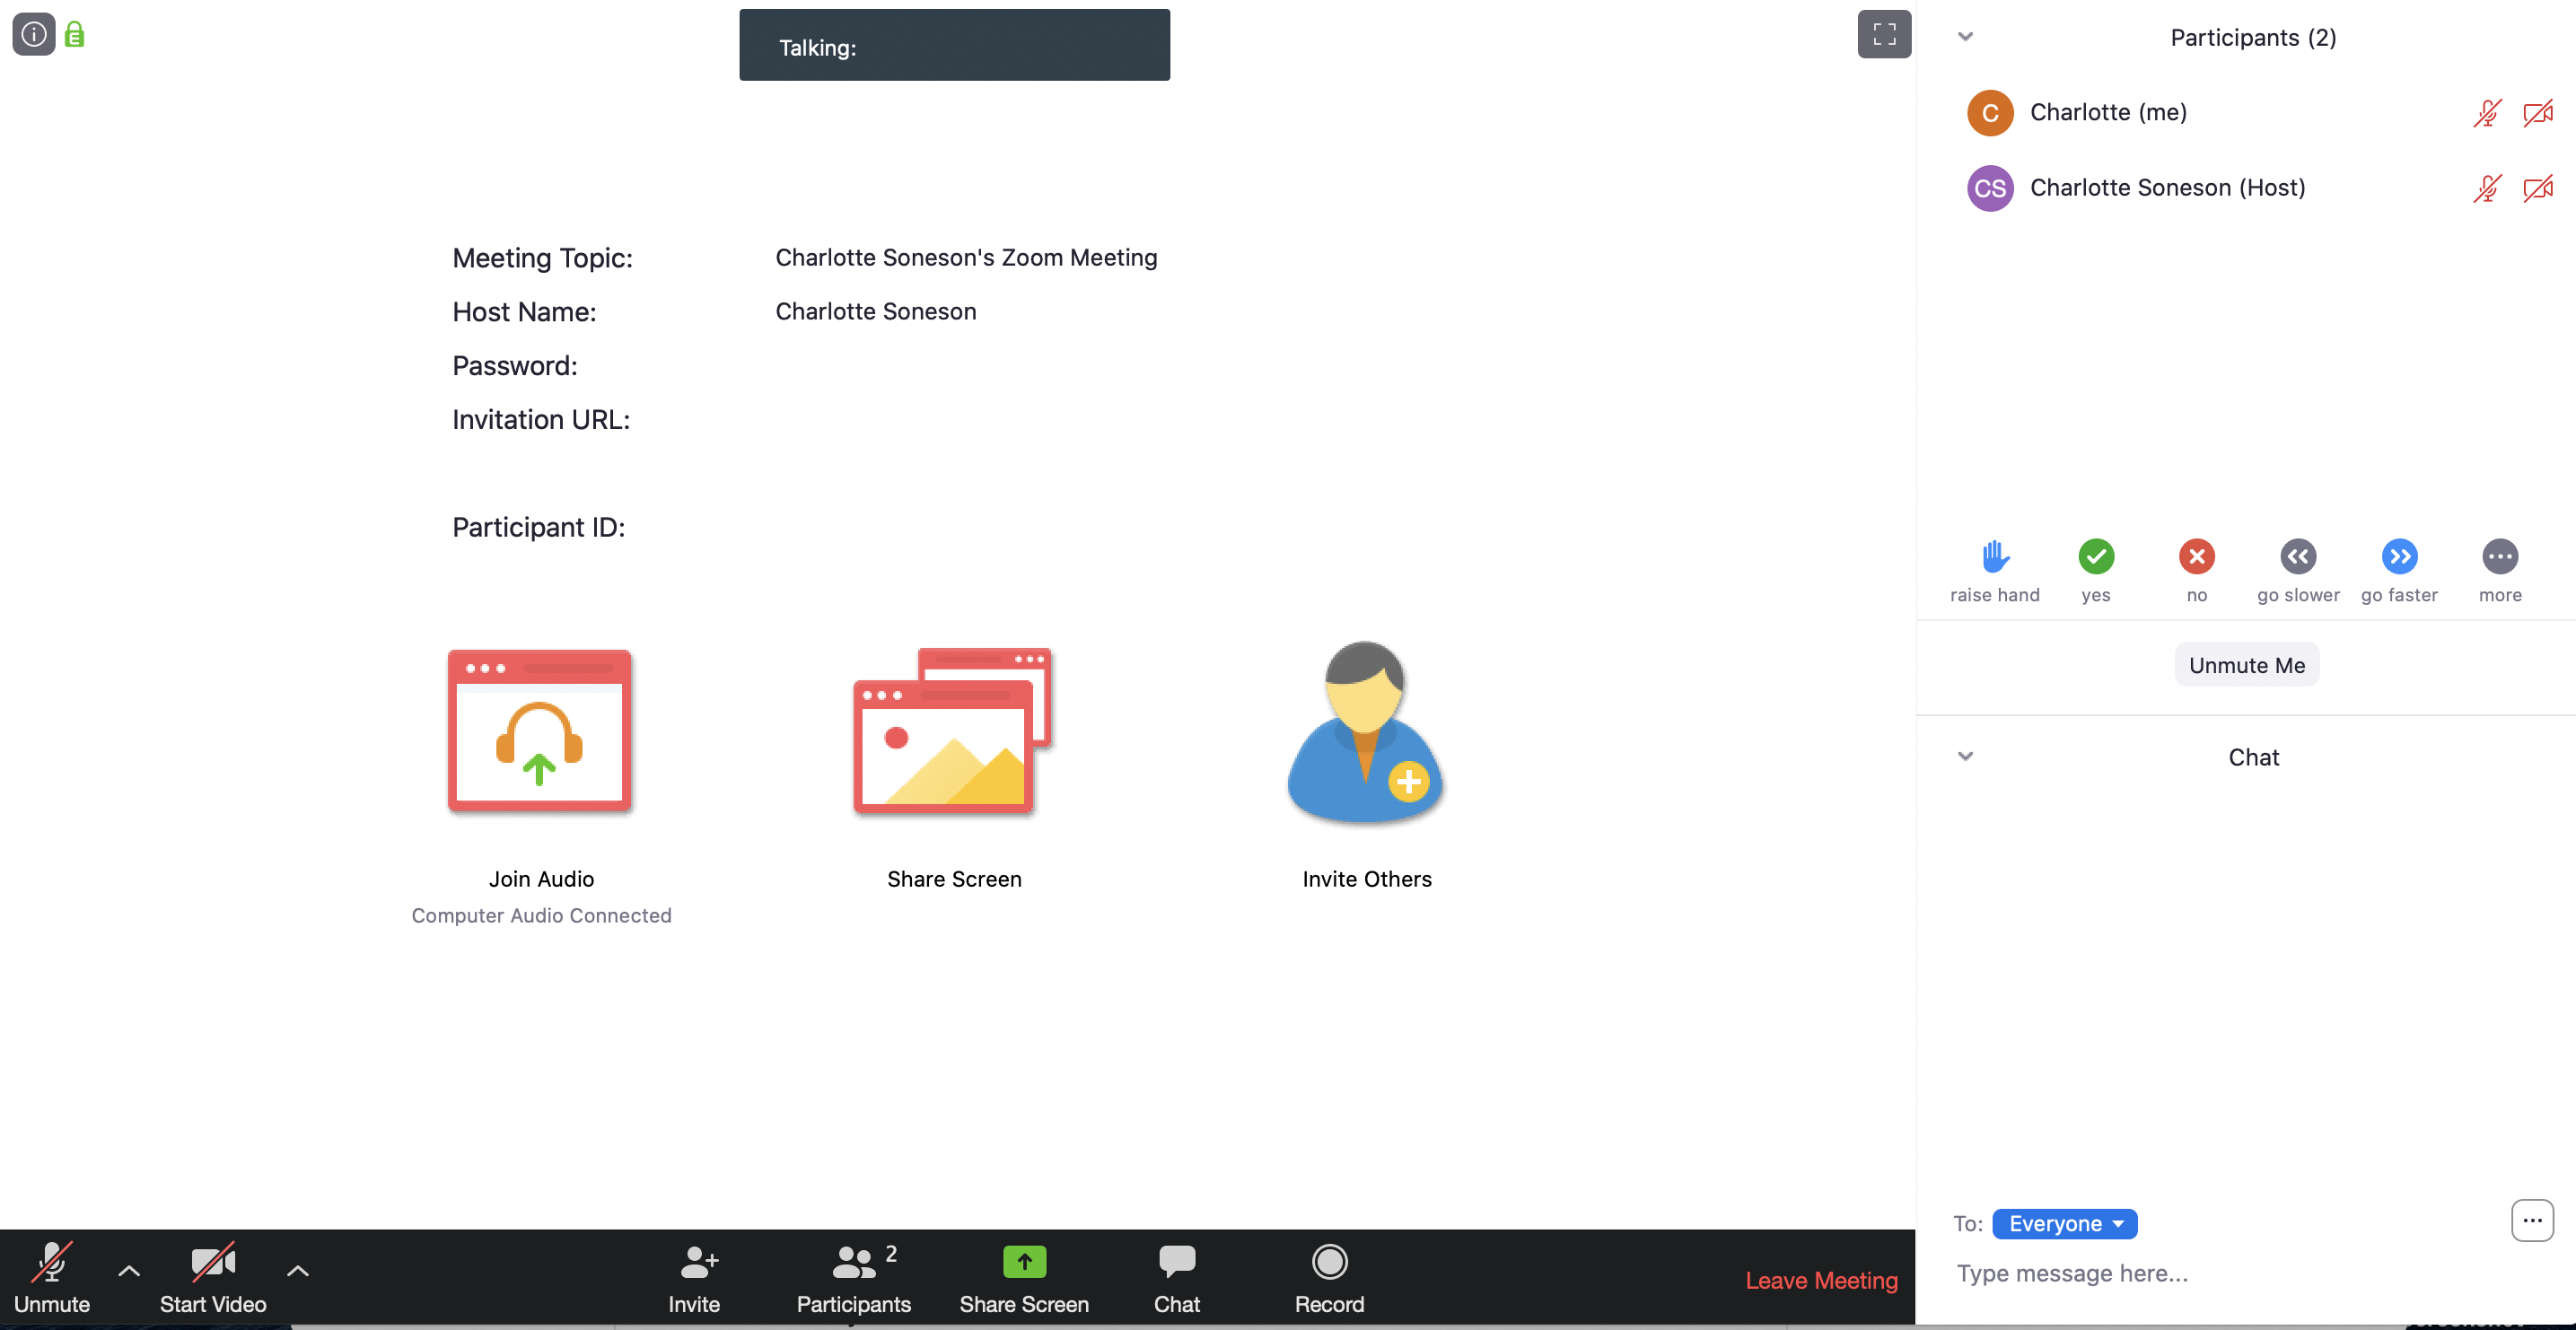 Talking:
Meeting Topic: Charlotte Soneson's Zoom Meeting
Host Name: Charlotte Soneson
Password:
Invitation URL:
Participant ID:
Join Audio
Computer Audio Connected
Share Screen
Invite Others
Unmute
Start Video
Invite
Participants 2
Share Screen
Chat
Record
Leave Meeting
Participants (2)
C Charlotte (me)
CS Charlotte Soneson (Host)
raise hand
yes
no
go slower
go faster
more
Unmute Me
Chat
To: Everyone
Type message here...